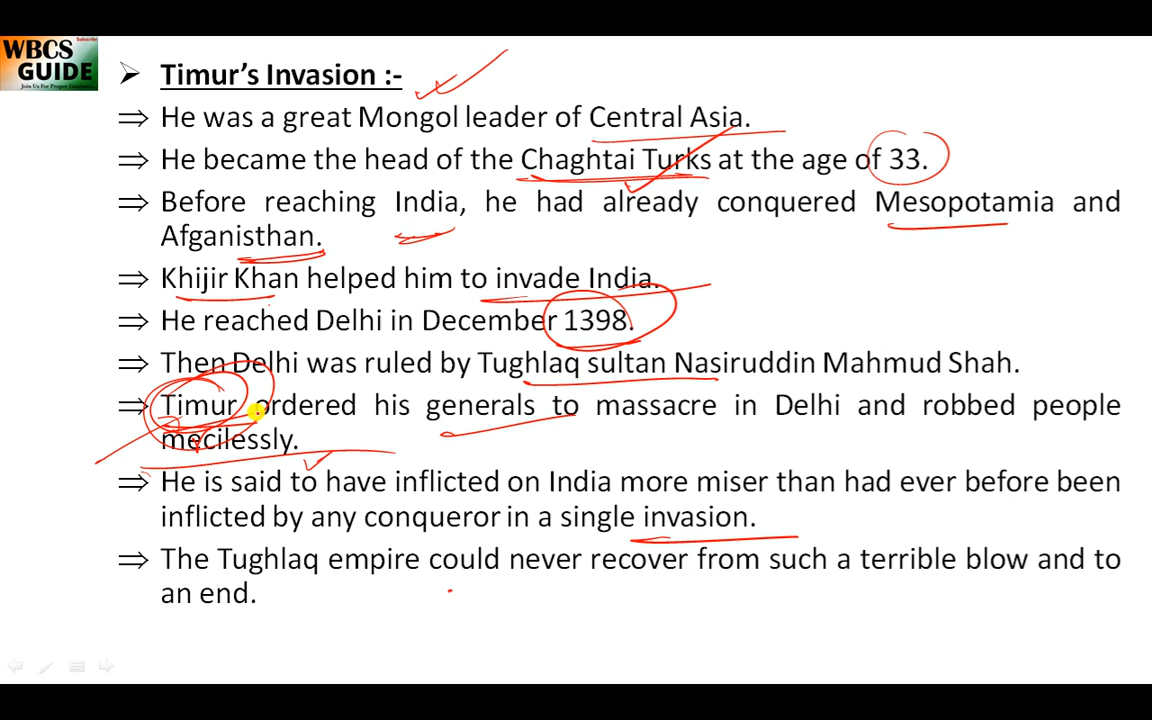 Subscribe
WBCS
GUIDE
Join Us For Proper Guidance
➢ Timur's Invasion :-
⇒ He was a great Mongol leader of Central Asia.
⇒ He became the head of the Chaghtai Turks at the age of 33.
⇒ Before reaching India, he had already conquered Mesopotamia and
Afganisthan.
⇒ Khijir Khan helped him to invade India.
⇒ He reached Delhi in December 1398.
⇒ Then Delhi was ruled by Tughlaq sultan Nasiruddin Mahmud Shah.
⇒ Timur ordered his generals to massacre in Delhi and robbed people
mecilessly.
⇒ He is said to have inflicted on India more miser than had ever before been
inflicted by any conqueror in a single invasion.
⇒ The Tughlaq empire could never recover from such a terrible blow and to
an end.